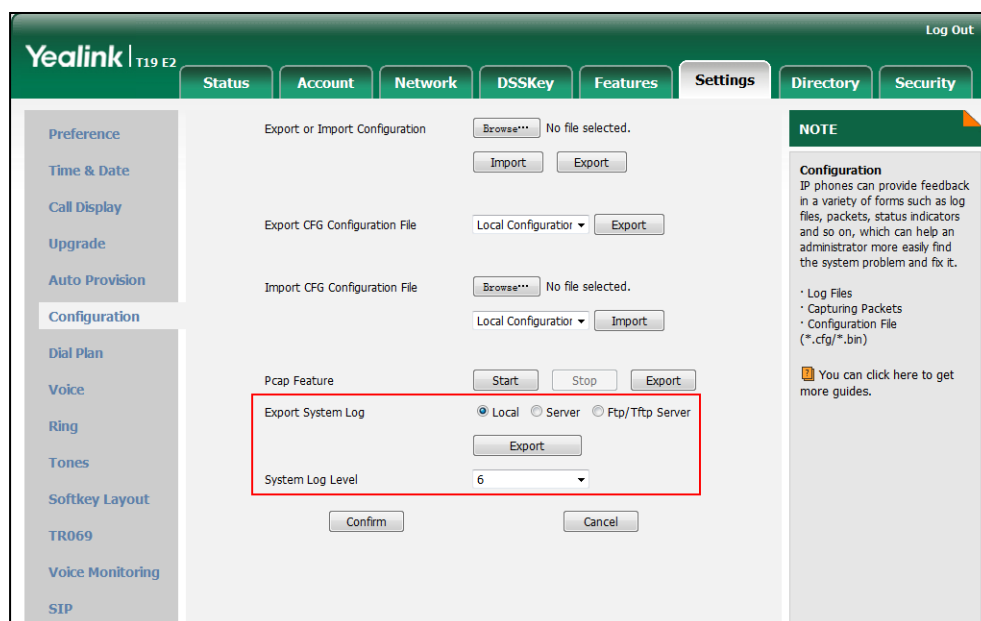 Log Out
Yealink | T19 E2
Status Account Network DSSKey Features Settings Directory Security
Preference
Time & Date
Call Display
Upgrade
Auto Provision
Configuration
Dial Plan
Voice
Ring
Tones
Softkey Layout
TR069
Voice Monitoring
SIP
Export or Import Configuration Browse··· No file selected.
Import Export
Export CFG Configuration File Local Configuration Export
Import CFG Configuration File Browse··· No file selected.
Local Configuration Import
Pcap Feature Start Stop Export
Export System Log Local Server Ftp/Tftp Server
Export
System Log Level 6
Confirm Cancel
NOTE
Configuration
IP phones can provide feedback
in a variety of forms such as log
files, packets, status indicators
and so on, which can help an
administrator more easily find
the system problem and fix it.
· Log Files
· Capturing Packets
· Configuration File
(*.cfg/*.bin)
? You can click here to get
more guides.